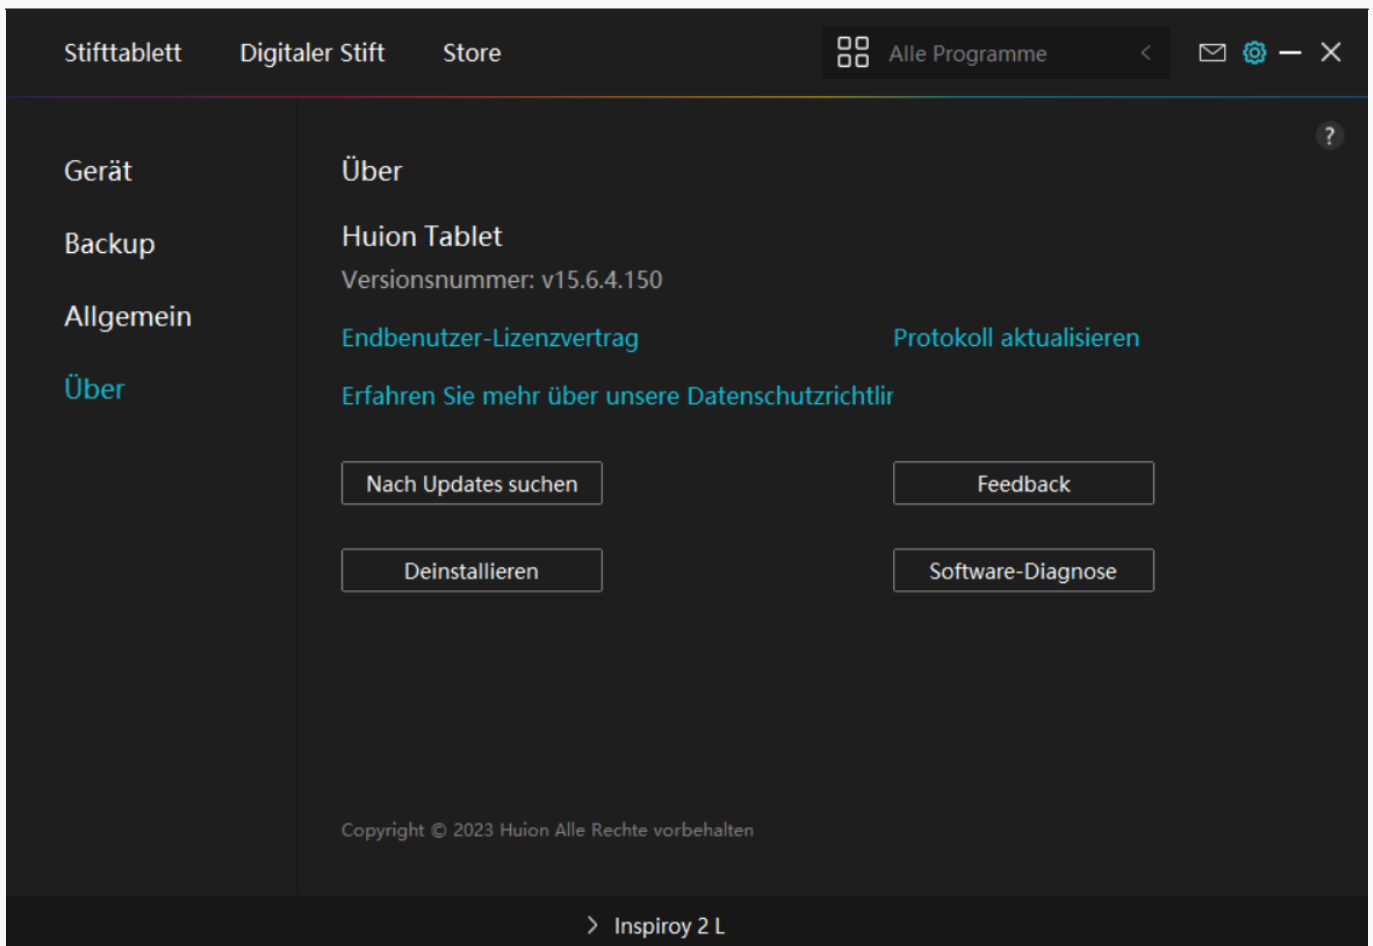 Stifttablett Digitaler Stift Store Alle Programme
?
Gerät
Backup
Allgemein
Über
Über
Huion Tablet
Versionsnummer: v15.6.4.150
Endbenutzer-Lizenzvertrag Protokoll aktualisieren
Erfahren Sie mehr über unsere Datenschutzrichtlir
Nach Updates suchen Feedback
Deinstallieren Software-Diagnose
Copyright © 2023 Huion Alle Rechte vorbehalten
Inspiroy 2 L